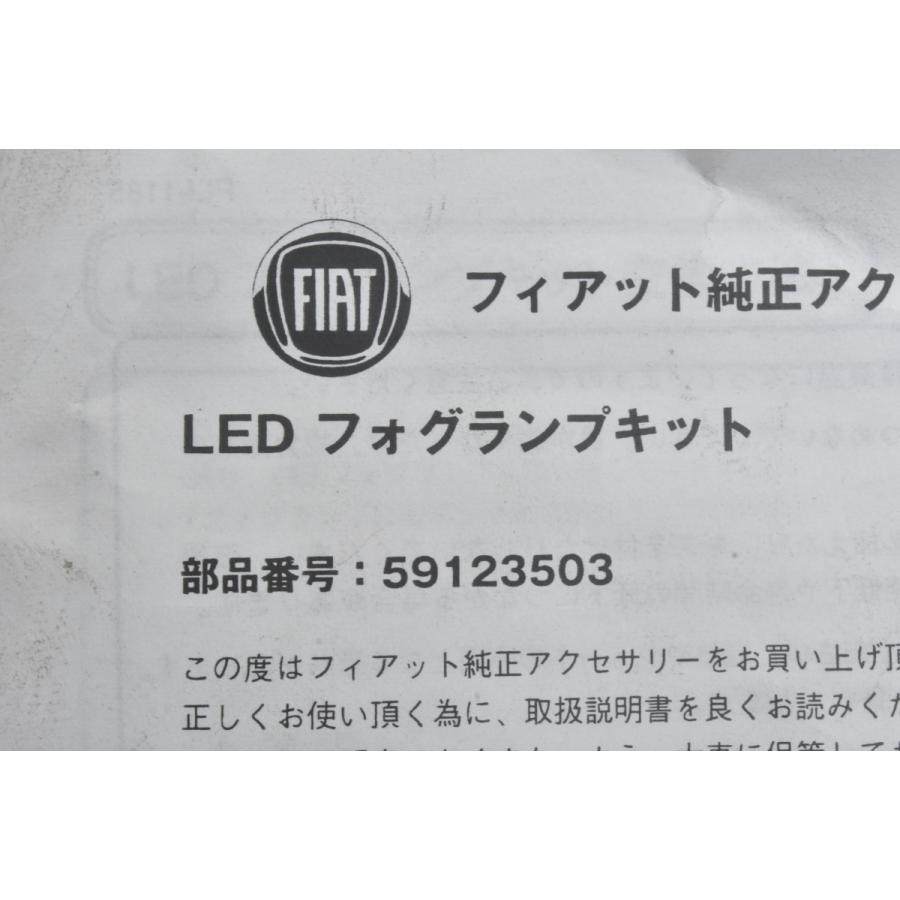 FIAT
フィアット純正アク
LED フォグランプキット
部品番号：59123503
この度はフィアット純正アクセサリーをお買い上げ頂
正しくお使い頂く為に、取扱説明書を良くお読みくだ